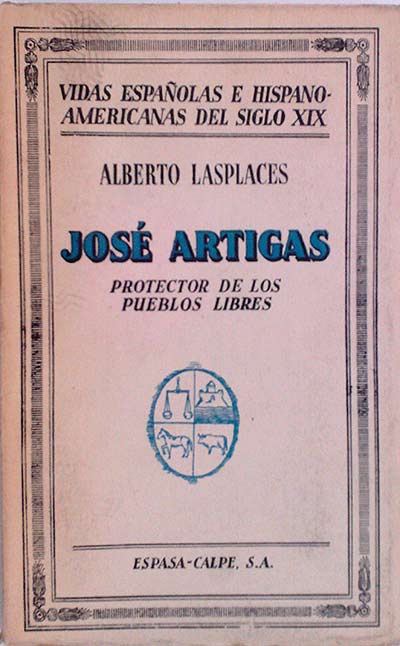 VIDAS ESPAÑOLAS E HISPANO-
AMERICANAS DEL SIGLO XIX
ALBERTO LASPLACES
JOSÉ ARTIGAS
PROTECTOR DE LOS
PUEBLOS LIBRES
ESPASA-CALPE, S.A.